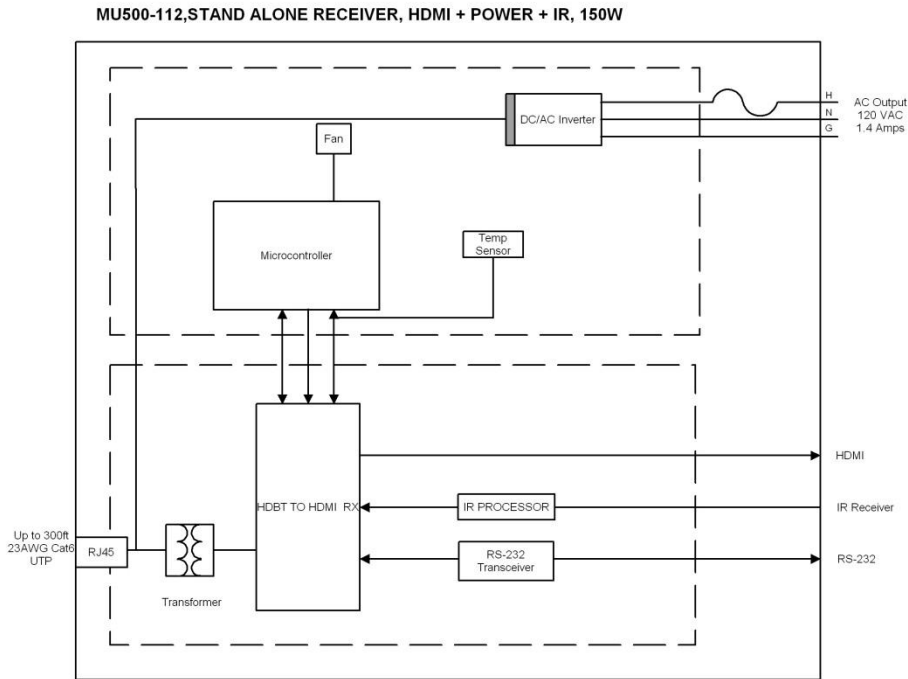 MU500-112,STAND ALONE RECEIVER, HDMI + POWER + IR, 150W
H
N
G
AC Output
120 VAC
1.4 Amps
DC/AC Inverter
Fan
Temp
Sensor
Microcontroller
HDMI
HDBT TO HDMI RX
IR PROCESSOR
IR Receiver
Up to 300ft
23AWG Cat6
UTP
RJ45
RS-232
Transceiver
RS-232
Transformer